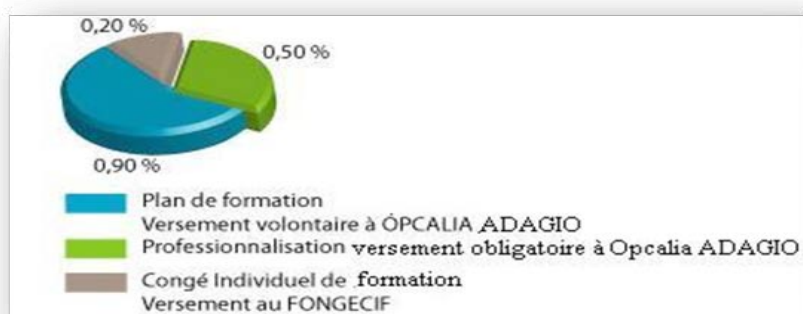 0,20 %
0,50 %
0,90 %
Plan de formation
Versement volontaire à ÓPCALIA ADAGIO
Professionnalisation versement obligatoire à Opcalia ADAGIO
Congé Individuel de formation
Versement au FONGECIF